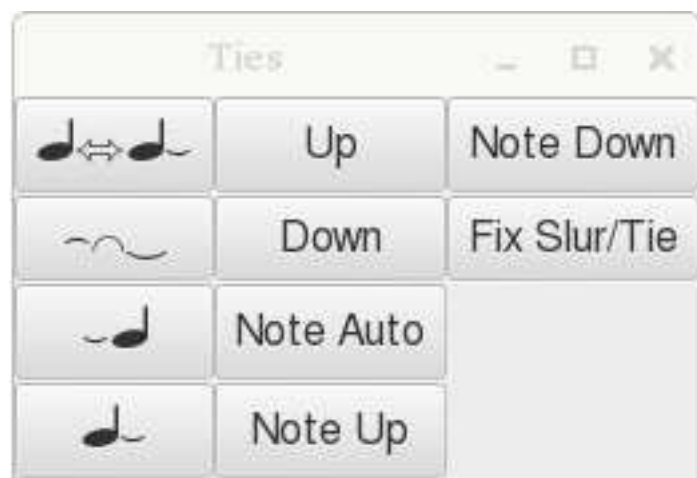 Ties
Up
Note Down
Down
Fix Slur/Tie
Note Auto
Note Up